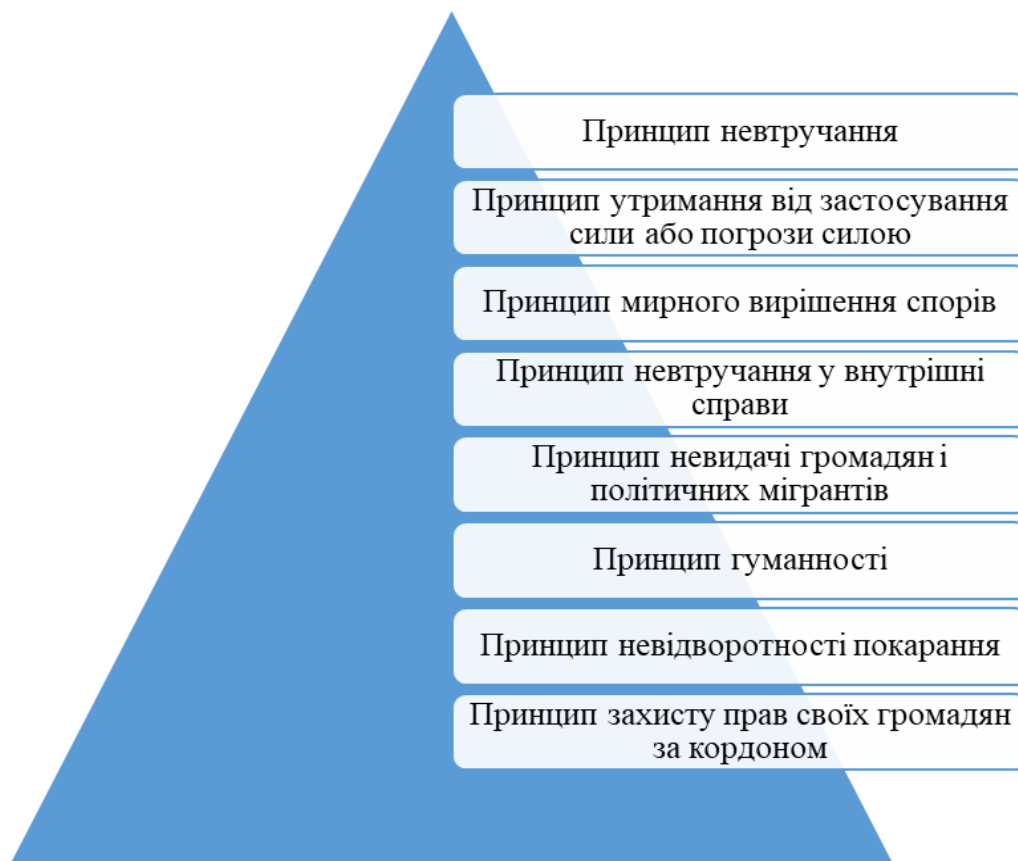 Принцип невтручання
Принцип утримання від застосування
сили або погрози силою
Принцип мирного вирішення спорів
Принцип невтручання у внутрішні
справи
Принцип невидачі громадян і
політичних мігрантів
Принцип гуманності
Принцип невідворотності покарання
Принцип захисту прав своїх громадян
за кордоном